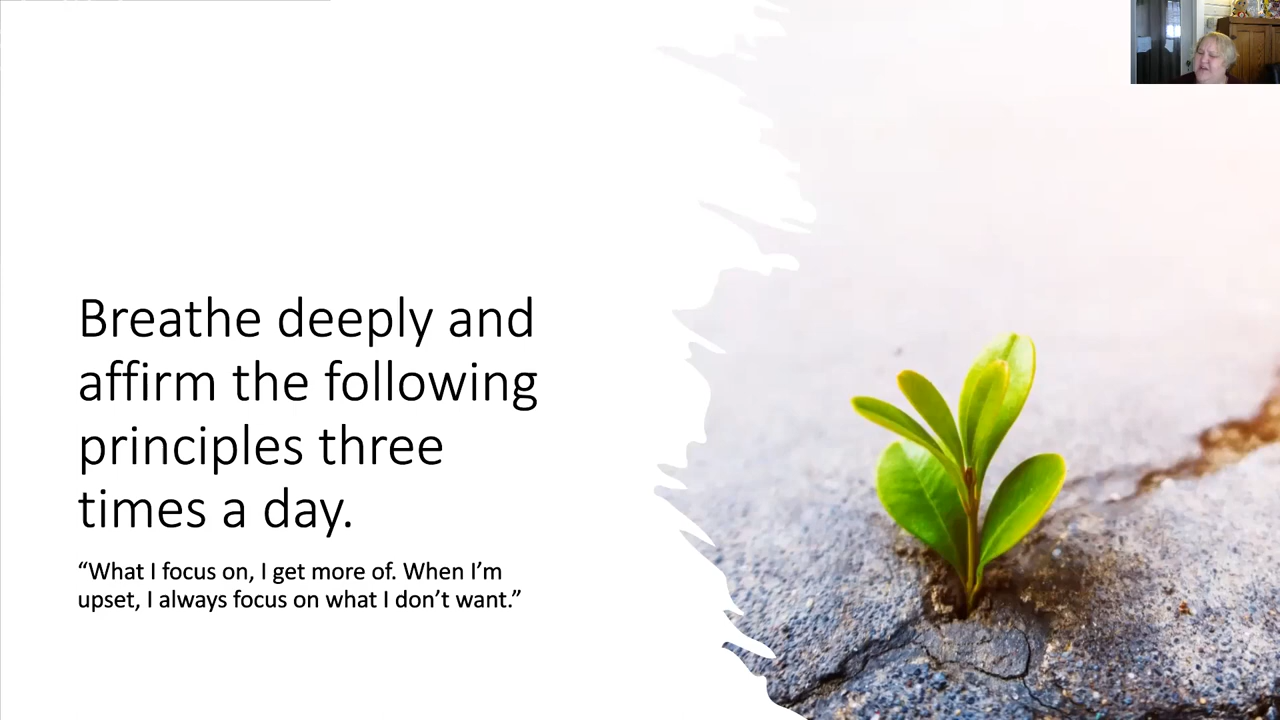 Breathe deeply and
affirm the following
principles three
times a day.
“What I focus on, I get more of. When I’m
upset, I always focus on what I don’t want.”